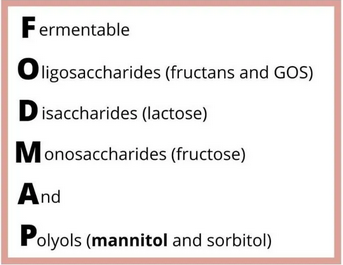 Fermentable
Oligosaccharides (fructans and GOS)
Disaccharides (lactose)
Monosaccharides (fructose)
And
Polyols (mannitol and sorbitol)